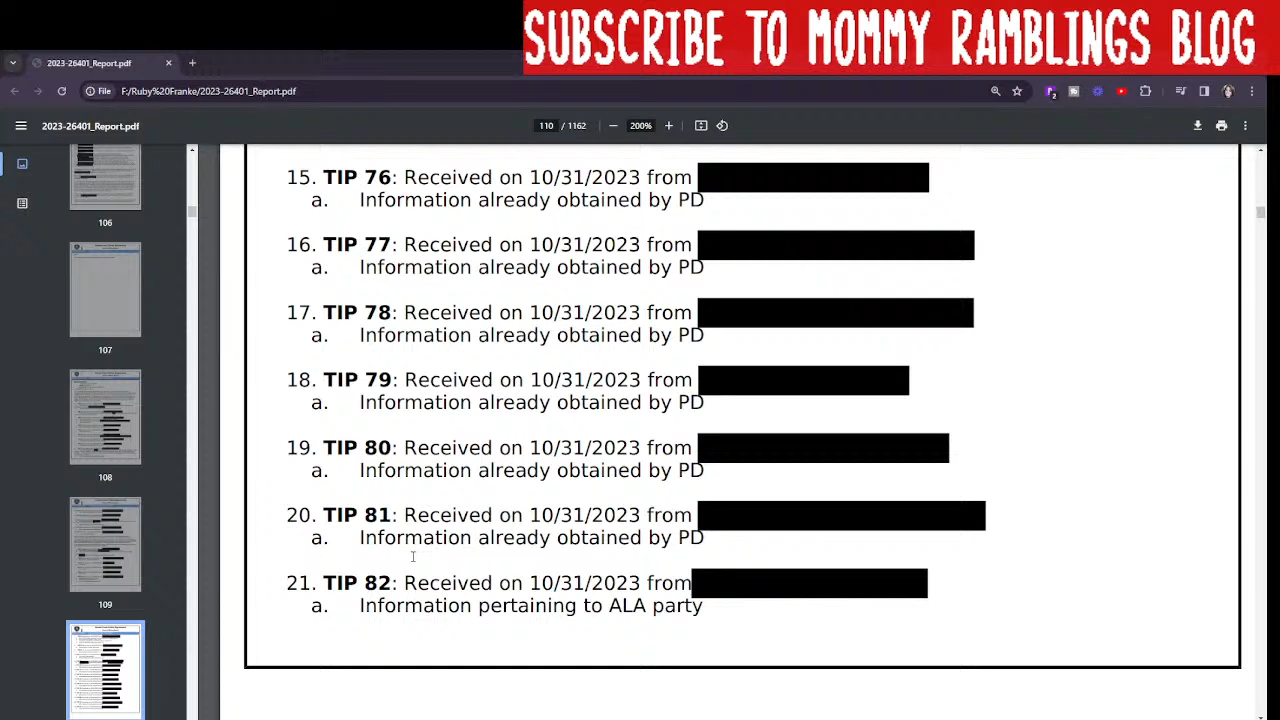 SUBSCRIBE TO MOMMY RAMBLINGS BLOG
2023-26401_Report.pdf
File F:/Ruby%20Franke/2023-26401_Report.pdf
2023-26401_Report.pdf
110 / 1162
200%
106
107
108
109
15. TIP 76: Received on 10/31/2023 from
a. Information already obtained by PD
16. TIP 77: Received on 10/31/2023 from
a. Information already obtained by PD
17. TIP 78: Received on 10/31/2023 from
a. Information already obtained by PD
18. TIP 79: Received on 10/31/2023 from
a. Information already obtained by PD
19. TIP 80: Received on 10/31/2023 from
a. Information already obtained by PD
20. TIP 81: Received on 10/31/2023 from
a. Information already obtained by PD
21. TIP 82: Received on 10/31/2023 from
a. Information pertaining to ALA party